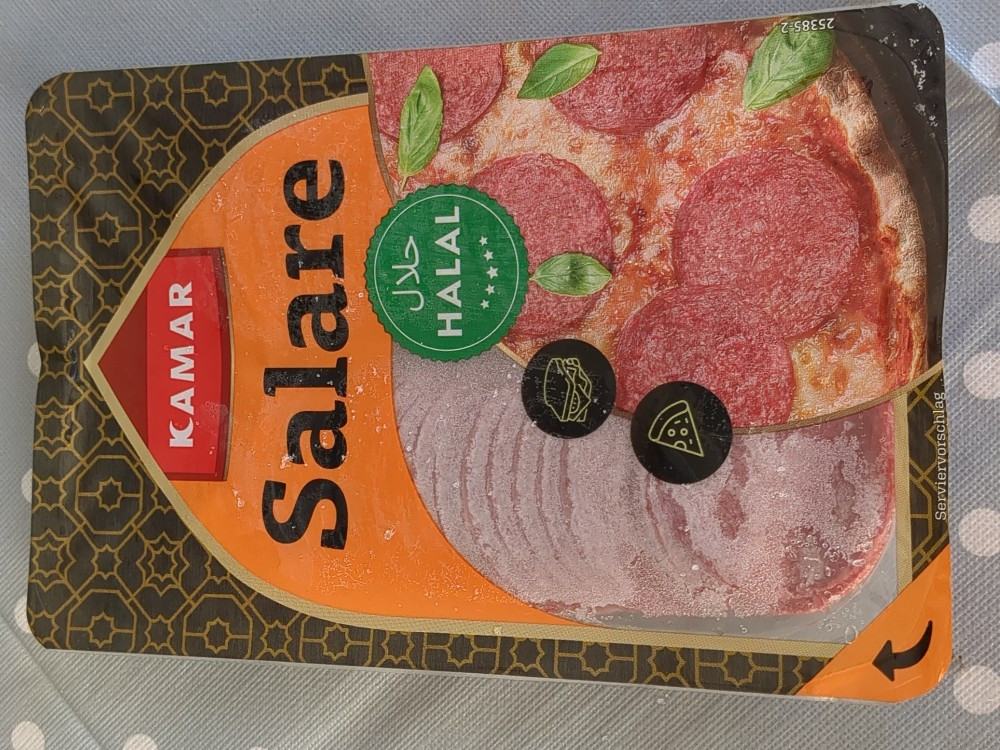 KAMAR
Salare
حلال
HALAL
Serviervorschlag
25385-2